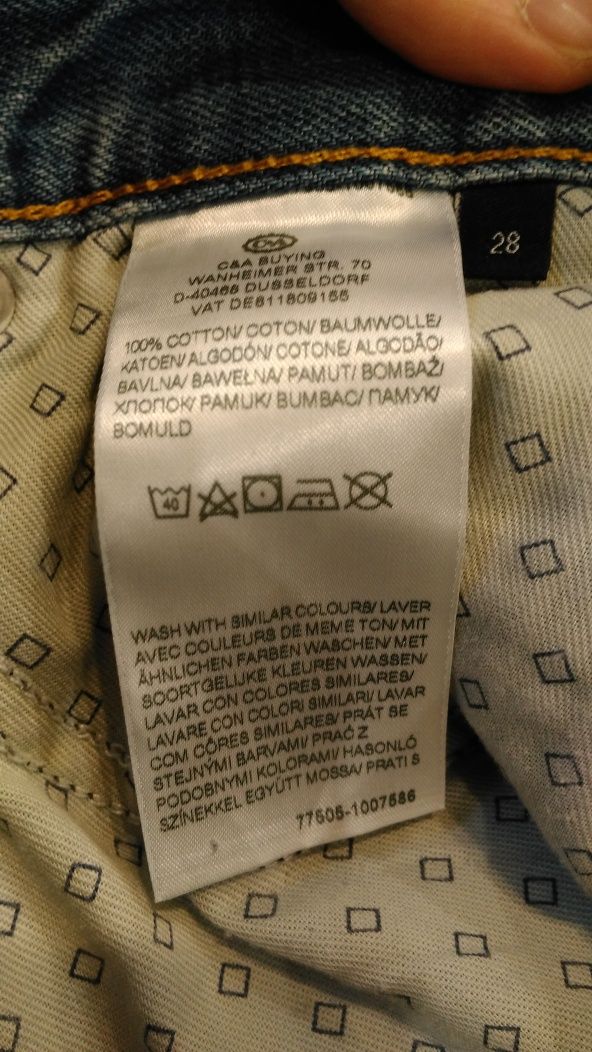 C&A
C&A BUYING
WANHEIMER STR. 70
D-40468 DUSSELDORF
VAT DE811809155
28
100% COTTON/ COTON/ BAUMWOLLE/
KATOEN/ ALGODÓN/ COTONE/ ALGODÃO/
BAVLNA/ BAWEŁNA/ PAMUT/ BOMBAŽ/
ХЛОПОК/ PAMUK/ BUMBAC/ ПАМУК/
BOMULD
40
WASH WITH SIMILAR COLOURS/ LAVER
AVEC COULEURS DE MEME TON/ MIT
ÄHNLICHEN FARBEN WASCHEN/ MET
SOORTGELIJKE KLEUREN WASSEN/
LAVAR CON COLORES SIMILARES/
LAVARE CON COLORI SIMILARI/ LAVAR
COM CÔRES SIMILARES/ PRÁT SE
STEJNÝMI BARVAMI/ PRAĆ Z
PODOBNYMI KOLORAMI/ HASONLÓ
SZÍNEKKEL EGYÜTT MOSSA/ PRATI S
77605-1007586